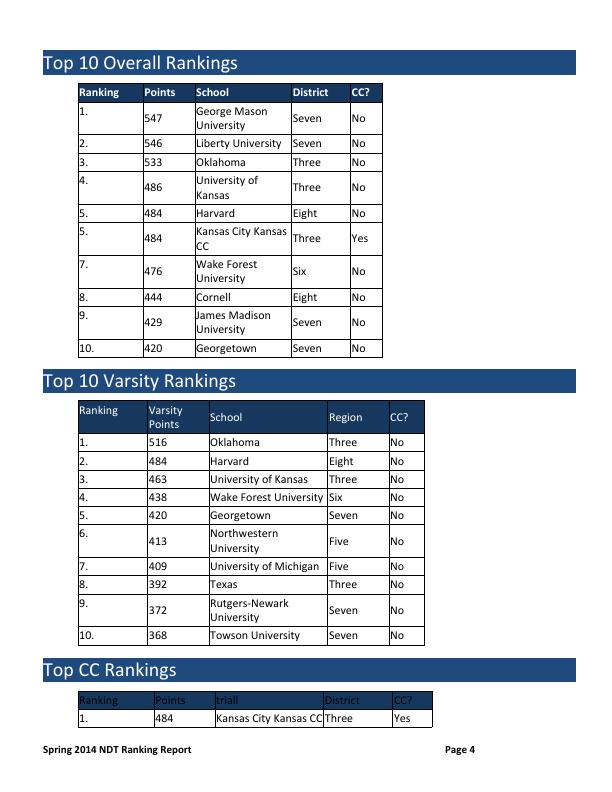 Top 10 Overall Rankings
Ranking Points School District CC?
1. 547 George Mason University Seven No
2. 546 Liberty University Seven No
3. 533 Oklahoma Three No
4. 486 University of Kansas Three No
5. 484 Harvard Eight No
5. 484 Kansas City Kansas CC Three Yes
7. 476 Wake Forest University Six No
8. 444 Cornell Eight No
9. 429 James Madison University Seven No
10. 420 Georgetown Seven No
Top 10 Varsity Rankings
Ranking Varsity Points School Region CC?
1. 516 Oklahoma Three No
2. 484 Harvard Eight No
3. 463 University of Kansas Three No
4. 438 Wake Forest University Six No
5. 420 Georgetown Seven No
6. 413 Northwestern University Five No
7. 409 University of Michigan Five No
8. 392 Texas Three No
9. 372 Rutgers-Newark University Seven No
10. 368 Towson University Seven No
Top CC Rankings
Ranking Points triall District CC?
1. 484 Kansas City Kansas CC Three Yes
Spring 2014 NDT Ranking Report Page 4